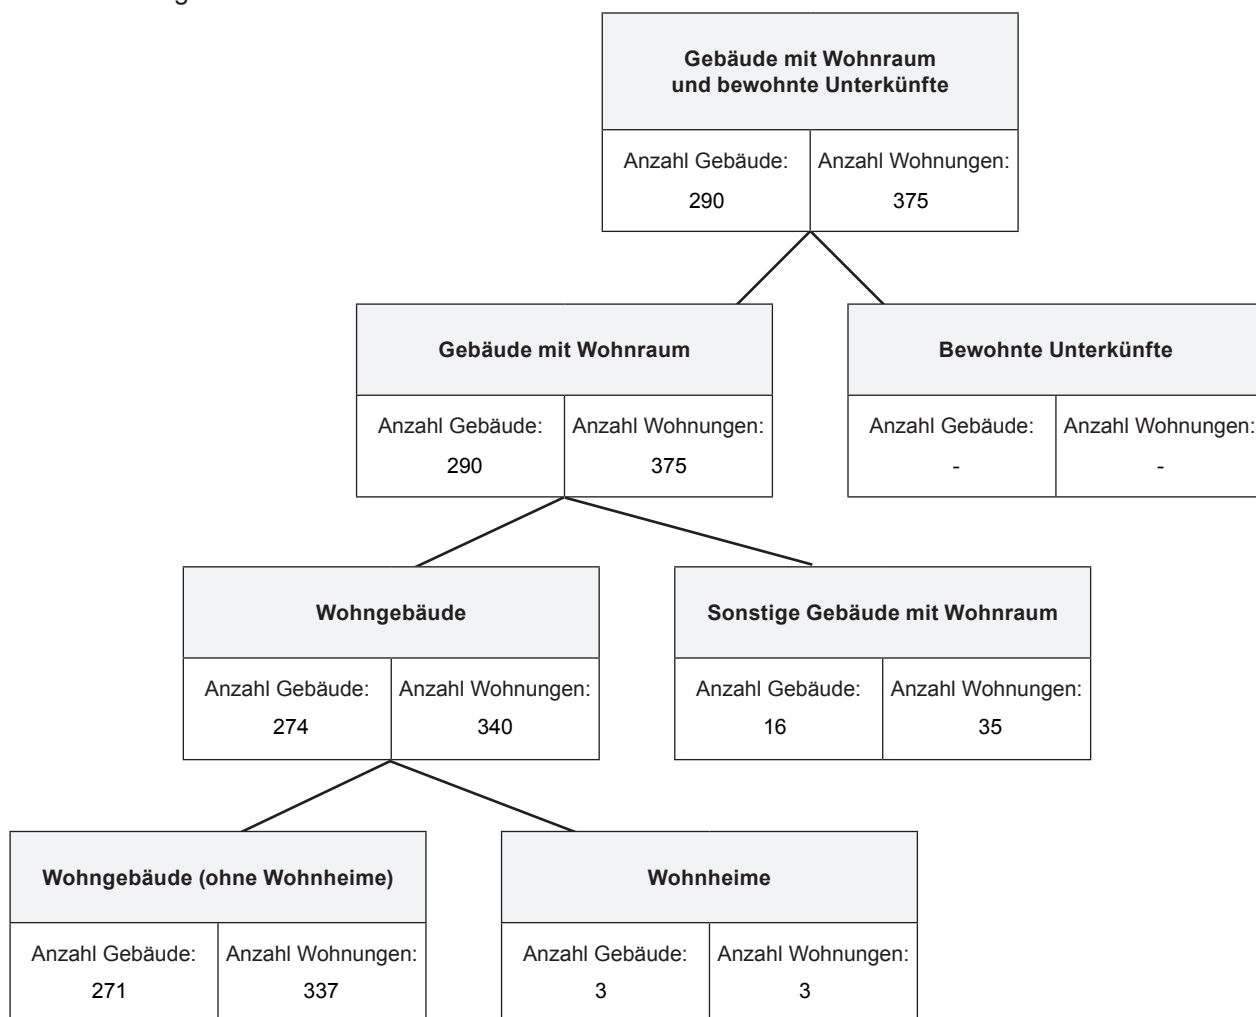 Gebäude mit Wohnraum
und bewohnte Unterkünfte
Anzahl Gebäude: Anzahl Wohnungen:
290 375
Gebäude mit Wohnraum
Anzahl Gebäude: Anzahl Wohnungen:
290 375
Bewohnte Unterkünfte
Anzahl Gebäude: Anzahl Wohnungen:
- -
Wohngebäude
Anzahl Gebäude: Anzahl Wohnungen:
274 340
Sonstige Gebäude mit Wohnraum
Anzahl Gebäude: Anzahl Wohnungen:
16 35
Wohngebäude (ohne Wohnheime)
Anzahl Gebäude: Anzahl Wohnungen:
271 337
Wohnheime
Anzahl Gebäude: Anzahl Wohnungen:
3 3